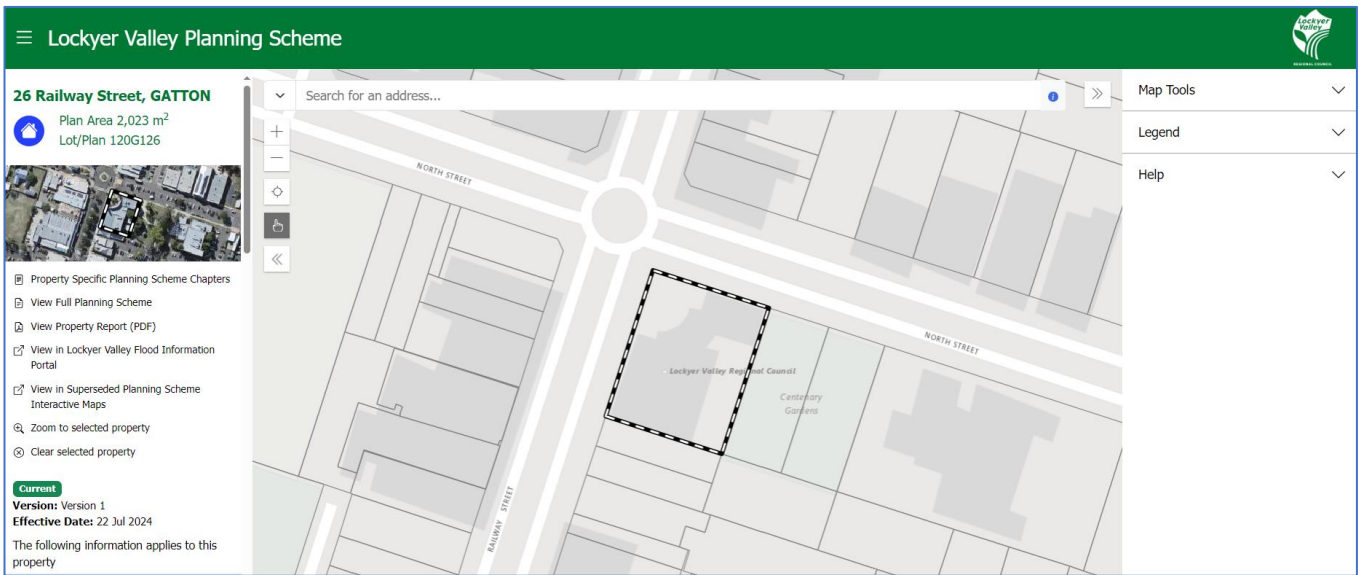 Lockyer Valley Planning Scheme
Lockyer
Valley
REGIONAL COUNCIL
26 Railway Street, GATTON
Plan Area 2,023 m²
Lot/Plan 120G126
Property Specific Planning Scheme Chapters
View Full Planning Scheme
View Property Report (PDF)
View in Lockyer Valley Flood Information
Portal
View in Superseded Planning Scheme
Interactive Maps
Zoom to selected property
Clear selected property
Current
Version: Version 1
Effective Date: 22 Jul 2024
The following information applies to this
property
Search for an address...
NORTH STREET
NORTH STREET
Lockyer Valley Regional Council
Centenary
Gardens
RAILWAY STREET
Map Tools
Legend
Help